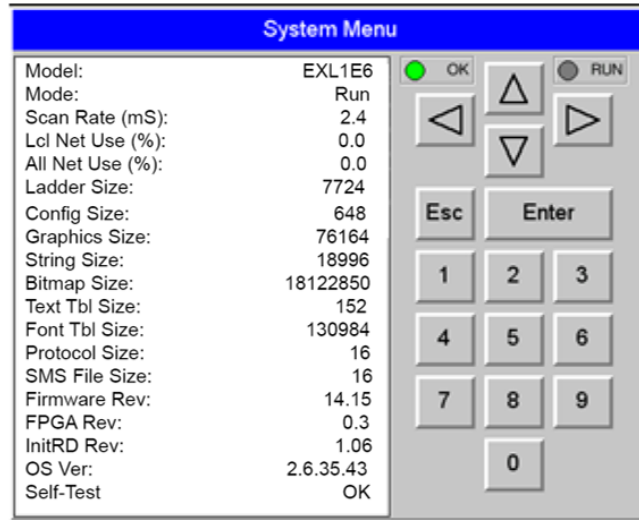 System Menu
Model: EXL1E6
Mode: Run
Scan Rate (mS): 2.4
Lcl Net Use (%): 0.0
All Net Use (%): 0.0
Ladder Size: 7724
Config Size: 648
Graphics Size: 76164
String Size: 18996
Bitmap Size: 18122850
Text Tbl Size: 152
Font Tbl Size: 130984
Protocol Size: 16
SMS File Size: 16
Firmware Rev: 14.15
FPGA Rev: 0.3
InitRD Rev: 1.06
OS Ver: 2.6.35.43
Self-Test OK
OK RUN
Esc Enter
1 2 3
4 5 6
7 8 9
0